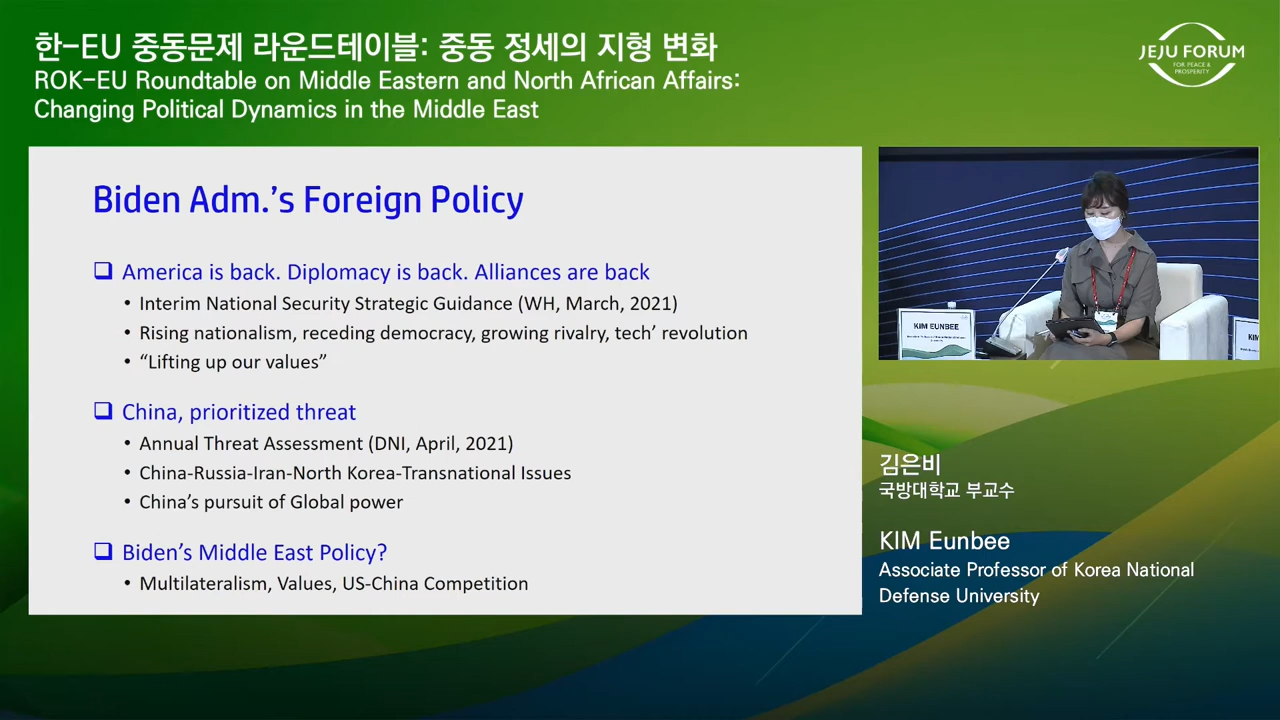 한-EU 중동문제 라운드테이블: 중동 정세의 지형 변화
ROK-EU Roundtable on Middle Eastern and North African Affairs:
Changing Political Dynamics in the Middle East
JEJU FORUM
FOR PEACE &
PROSPERITY
Biden Adm.'s Foreign Policy
America is back. Diplomacy is back. Alliances are back
• Interim National Security Strategic Guidance (WH, March, 2021)
• Rising nationalism, receding democracy, growing rivalry, tech' revolution
• “Lifting up our values”
China, prioritized threat
• Annual Threat Assessment (DNI, April, 2021)
• China-Russia-Iran-North Korea-Transnational Issues
• China's pursuit of Global power
Biden's Middle East Policy?
• Multilateralism, Values, US-China Competition
KIM EUNBEE
김은비
국방대학교 부교수
KIM Eunbee
Associate Professor of Korea National
Defense University